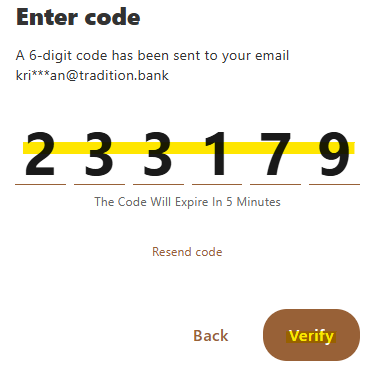 Enter code
A 6-digit code has been sent to your email
kri***an@tradition.bank
2 3 3 1 7 9
The Code Will Expire In 5 Minutes
Resend code
Back Verify